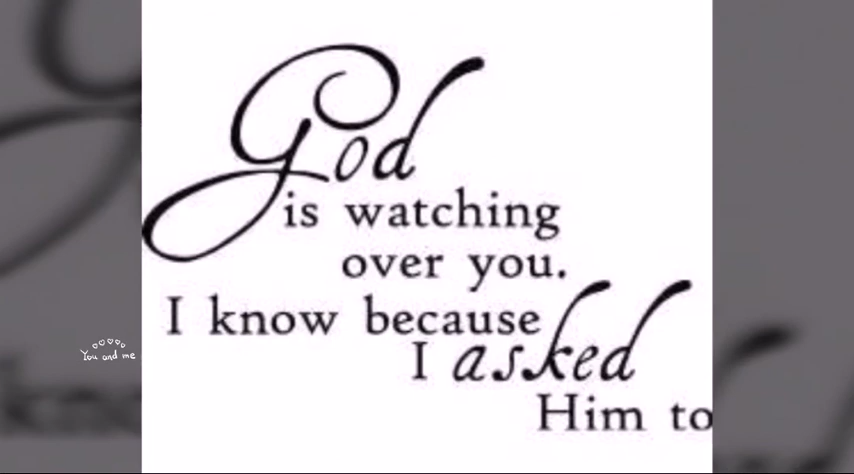 God
is watching
over you.
I know because
I asked
Him to
You and me